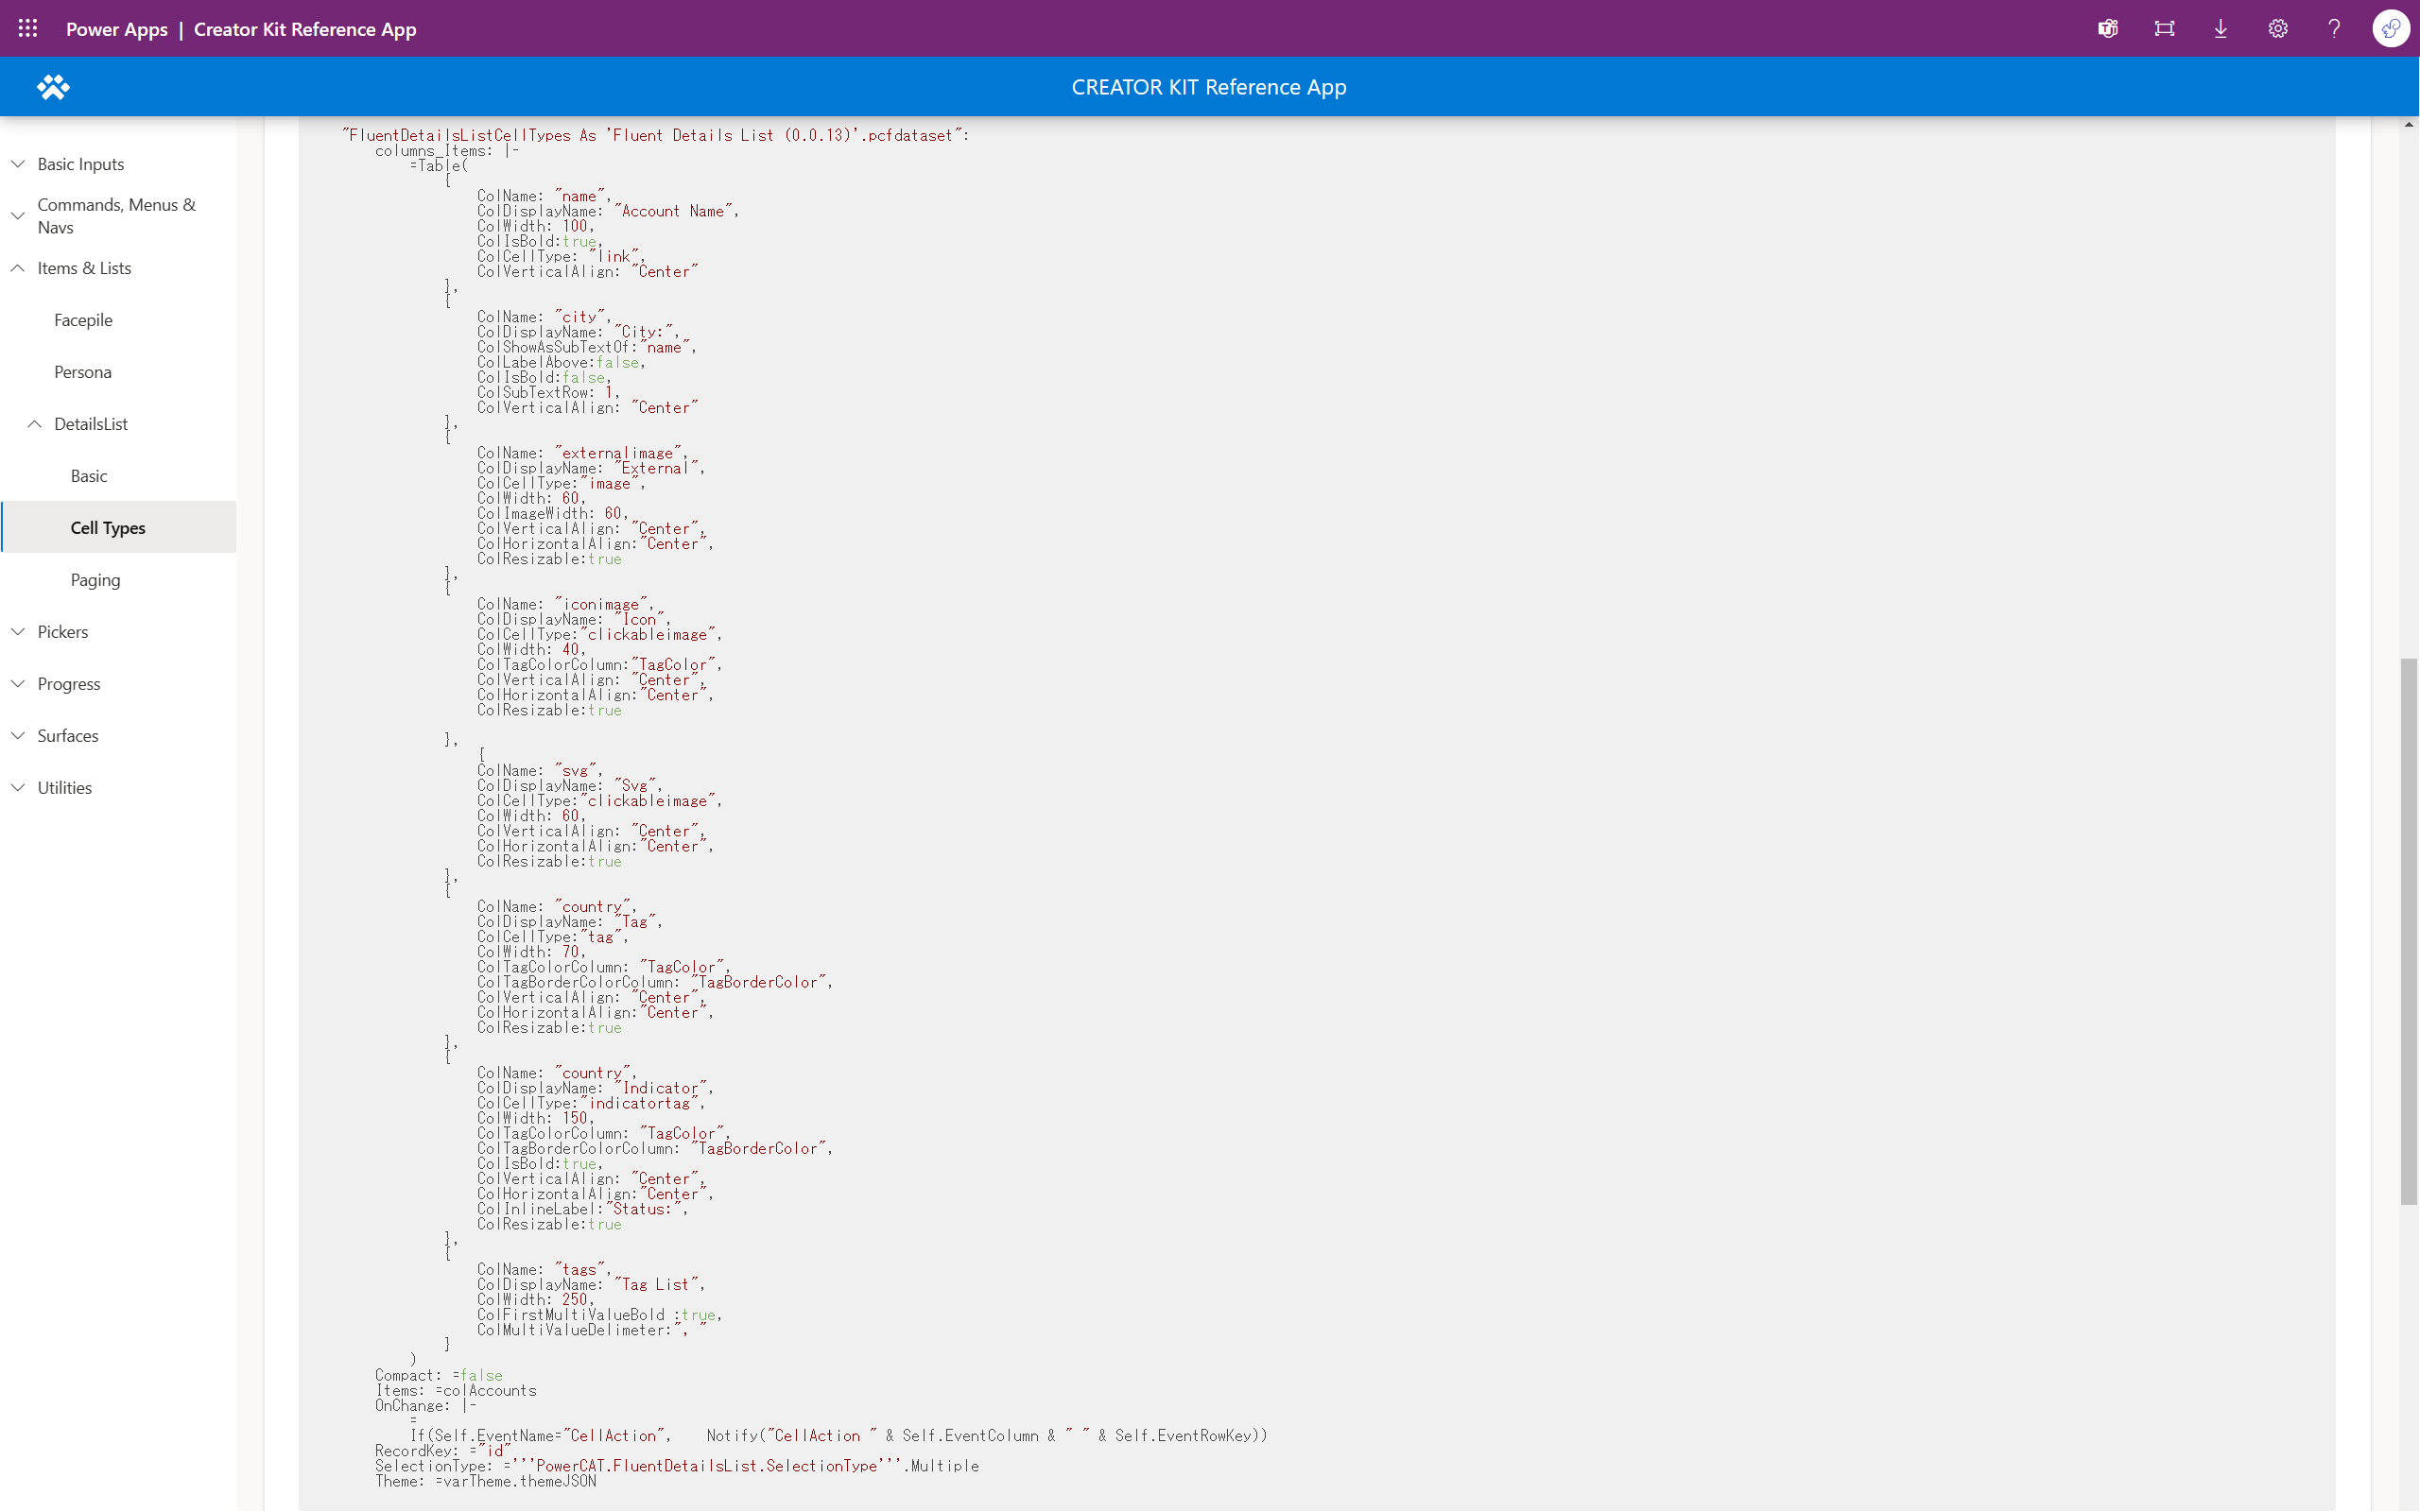 Power Apps | Creator Kit Reference App
CREATOR KIT Reference App
Basic Inputs
Commands, Menus &
Navs
Items & Lists
Facepile
Persona
DetailsList
Basic
Cell Types
Paging
Pickers
Progress
Surfaces
Utilities
"FluentDetailsListCellTypes As 'Fluent Details List (0.0.13)'.pcfdataset":
columns_Items: |-
=Table(
{
ColName: "name",
ColDisplayName: "Account Name",
ColWidth: 100,
ColIsBold:true,
ColCellType: "link",
ColVerticalAlign: "Center"
},
{
ColName: "city",
ColDisplayName: "City:",
ColShowAsSubTextOf:"name",
ColLabelAbove:false,
ColIsBold:false,
ColSubTextRow: 1,
ColVerticalAlign: "Center"
},
{
ColName: "externalimage",
ColDisplayName: "External",
ColCellType:"image",
ColWidth: 60,
ColImageWidth: 60,
ColVerticalAlign: "Center",
ColHorizontalAlign:"Center",
ColResizable:true
},
{
ColName: "iconimage",
ColDisplayName: "Icon",
ColCellType:"clickableimage",
ColWidth: 40,
ColTagColorColumn:"TagColor",
ColVerticalAlign: "Center",
ColHorizontalAlign:"Center",
ColResizable:true
},
{
ColName: "svg",
ColDisplayName: "Svg",
ColCellType:"clickableimage",
ColWidth: 60,
ColVerticalAlign: "Center",
ColHorizontalAlign:"Center",
ColResizable:true
},
{
ColName: "country",
ColDisplayName: "Tag",
ColCellType:"tag",
ColWidth: 70,
ColTagColorColumn: "TagColor",
ColTagBorderColorColumn: "TagBorderColor",
ColVerticalAlign: "Center",
ColHorizontalAlign:"Center",
ColResizable:true
},
{
ColName: "country",
ColDisplayName: "Indicator",
ColCellType:"indicatortag",
ColWidth: 150,
ColTagColorColumn: "TagColor",
ColTagBorderColorColumn: "TagBorderColor",
ColIsBold:true,
ColVerticalAlign: "Center",
ColHorizontalAlign:"Center",
ColInlineLabel:"Status:",
ColResizable:true
},
{
ColName: "tags",
ColDisplayName: "Tag List",
ColWidth: 250,
ColFirstMultiValueBold :true,
ColMultiValueDelimeter:", "
}
)
Compact: =false
Items: =colAccounts
OnChange: |-
=
If(Self.EventName="CellAction",    Notify("CellAction " & Self.EventColumn & " " & Self.EventRowKey))
RecordKey: ="id"
SelectionType: ='''PowerCAT.FluentDetailsList.SelectionType'''.Multiple
Theme: =varTheme.themeJSON